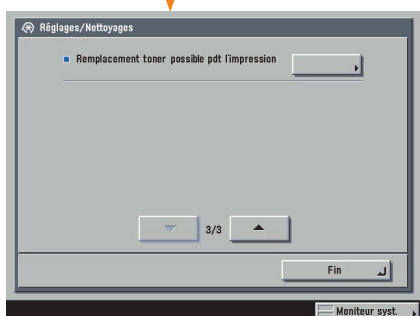 Réglages/Nettoyages
Remplacement toner possible pdt l'impression
3/3
Fin
Moniteur syst.